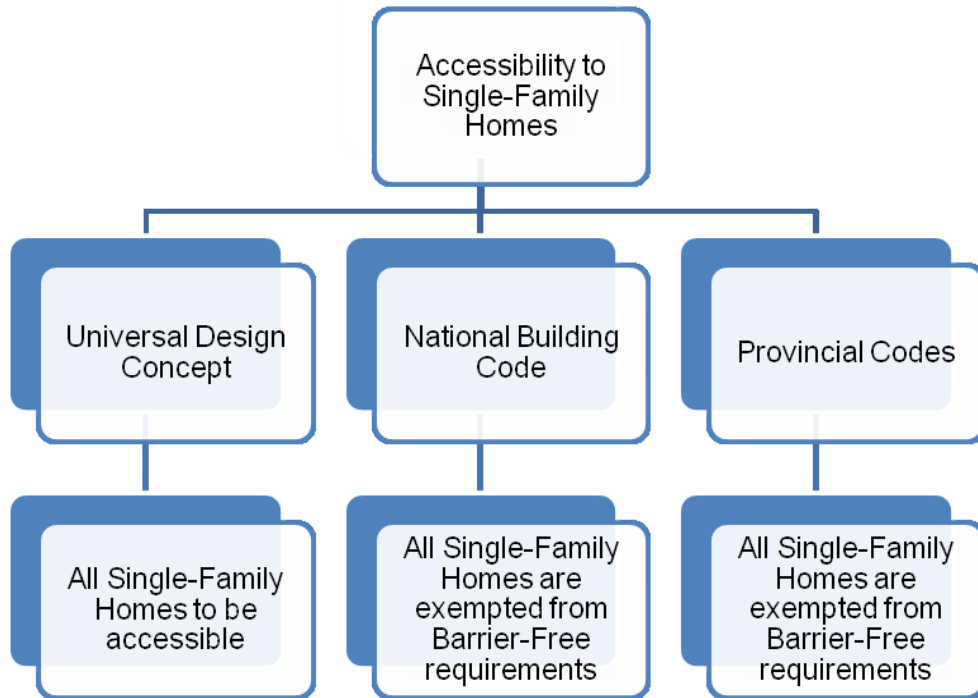 Accessibility to
Single-Family
Homes
Universal Design
Concept
National Building
Code
Provincial Codes
All Single-Family
Homes to be
accessible
All Single-Family
Homes are
exempted from
Barrier-Free
requirements
All Single-Family
Homes are
exempted from
Barrier-Free
requirements